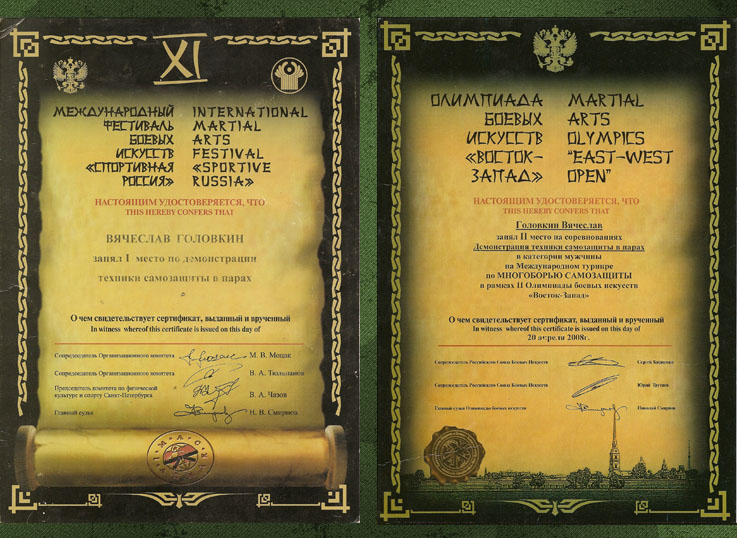 XI
МЕЖДУНАРОДНЫЙ
ФЕСТИВАЛЬ
БОЕВЫХ
ИСКУССТВ
«СПОРТИВНАЯ
РОССИЯ»
INTERNATIONAL
MARTIAL
ARTS
FESTIVAL
«SPORTIVE
RUSSIA»
НАСТОЯЩИМ УДОСТОВЕРЯЕТСЯ, ЧТО
THIS HEREBY CONFERS THAT
ВЯЧЕСЛАВ ГОЛОВКИН
занял I место по демонстрации
техники самозащиты в парах
О чем свидетельствует сертификат, выданный и врученный
In witness whereof this certificate is issued on this day of
Сопредседатель Организационного комитета М. В. Моцак
Сопредседатель Организационного комитета В. А. Тюльпанов
Председатель комитета по физической
культуре и спорту Санкт-Петербурга В. А. Чазов
Главный судья Н. В. Смирнов
ОЛИМПИАДА
БОЕВЫХ
ИСКУССТВ
«ВОСТОК-
ЗАПАД»
MARTIAL
ARTS
OLYMPICS
"EAST-WEST
OPEN"
НАСТОЯЩИМ УДОСТОВЕРЯЕТСЯ, ЧТО
THIS HEREBY CONFERS THAT
Головкин Вячеслав
занял II место на соревнованиях
Демонстрация техники самозащиты в парах
в категории мужчины
на Международном турнире
по МНОГОБОРЬЮ САМОЗАЩИТЫ
в рамках II Олимпиады боевых искусств
«Восток-Запад»
О чем свидетельствует сертификат, выданный и врученный
In witness whereof this certificate is issued on this day of
20 апреля 2008г.
Сопредседатель Российского Союза Боевых Искусств Сергей
Сопредседатель Российского Союза Боевых Искусств Юрий Трутнев
Главный судья Олимпиады боевых искусств Николай Смирнов